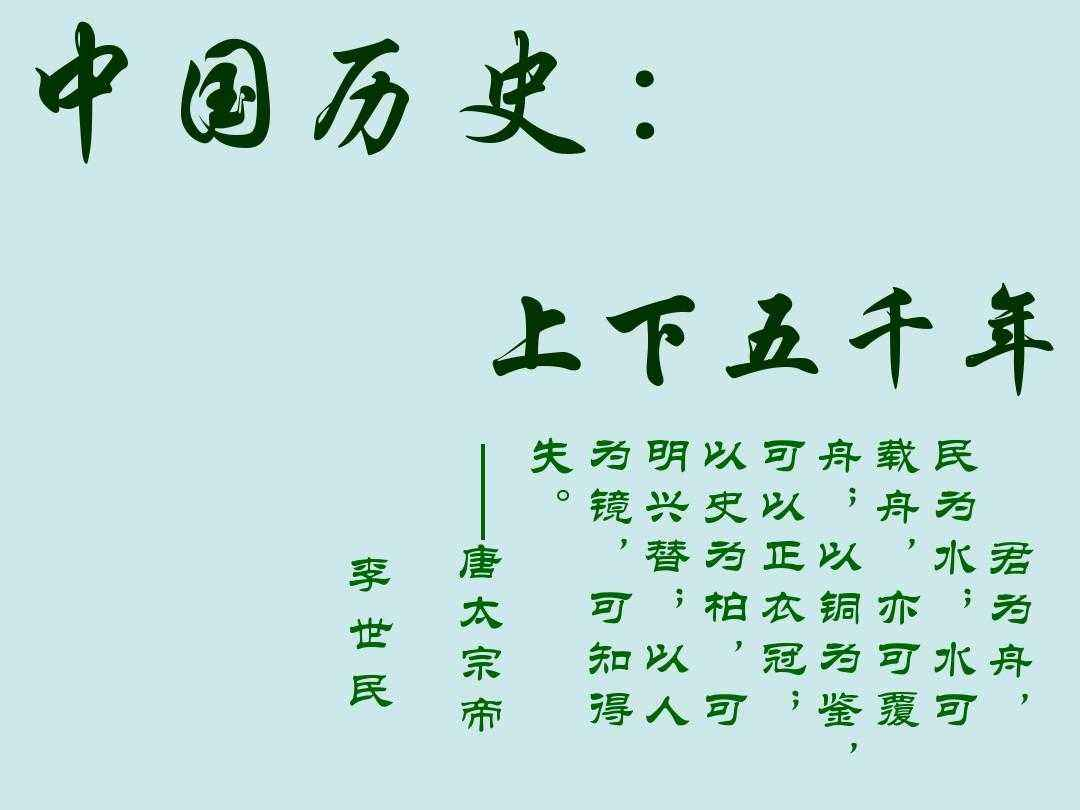 中国历史：
上下五千年
君为舟，
民为水；水可
载舟，亦可覆
舟；以铜为鉴，
可以正衣冠；
以史为柏，可
明兴替；以人
为镜，可知得
失。
——唐太宗帝
李世民